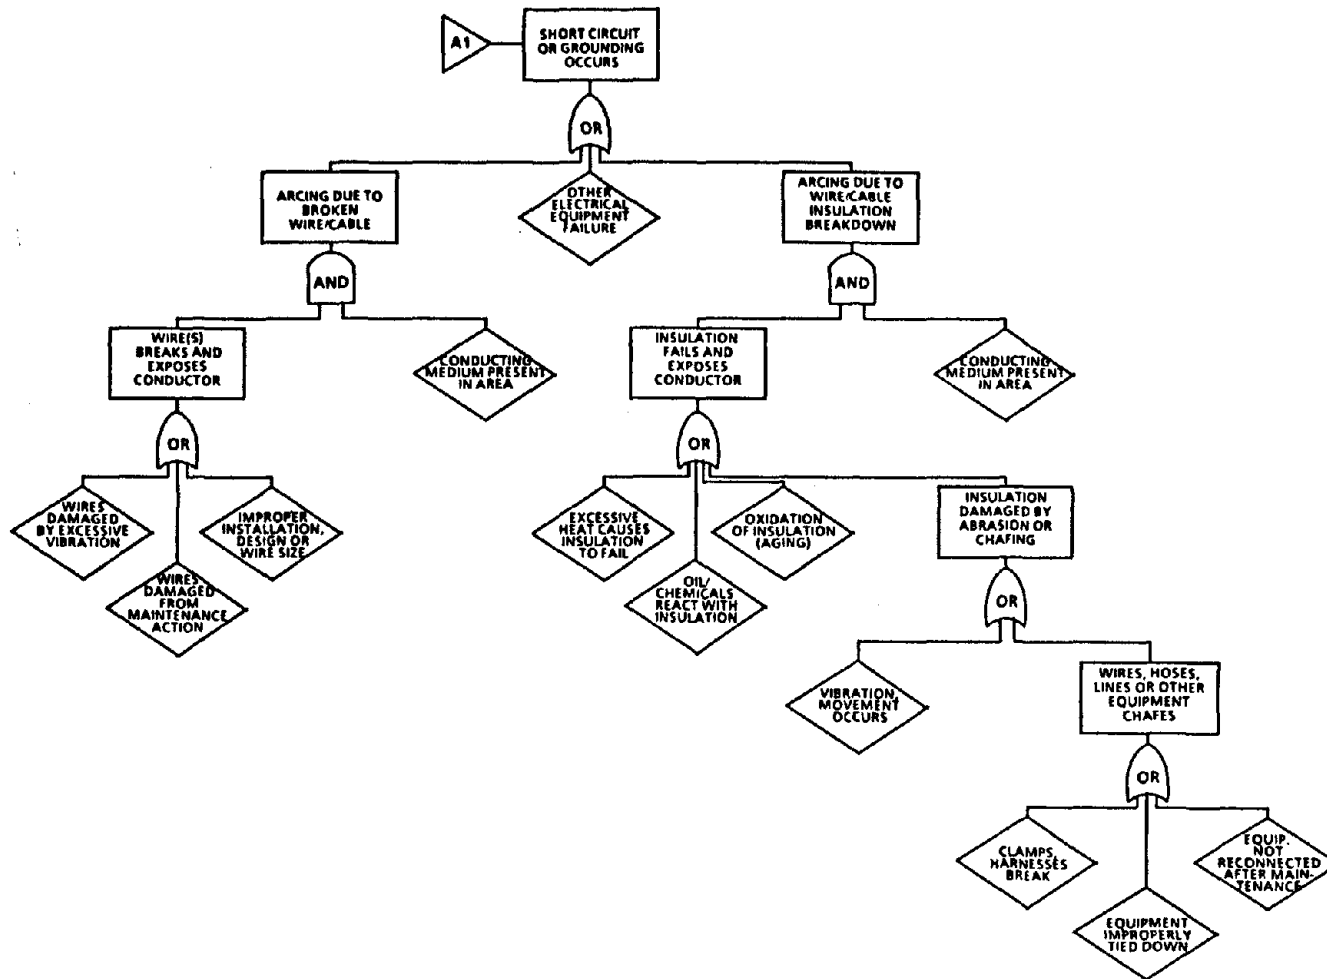 A1
SHORT CIRCUIT
OR GROUNDING
OCCURS
OR
ARCING DUE TO
BROKEN
WIRE/CABLE
OTHER
ELECTRICAL
EQUIPMENT
FAILURE
ARCING DUE TO
WIRE/CABLE
INSULATION
BREAKDOWN
AND
AND
WIRE(S)
BREAKS AND
EXPOSES
CONDUCTOR
CONDUCTING
MEDIUM PRESENT
IN AREA
INSULATION
FAILS AND
EXPOSES
CONDUCTOR
CONDUCTING
MEDIUM PRESENT
IN AREA
OR
OR
WIRES
DAMAGED
BY EXCESSIVE
VIBRATION
IMPROPER
INSTALLATION,
DESIGN OR
WIRE SIZE
EXCESSIVE
HEAT CAUSES
INSULATION
TO FAIL
OXIDATION
OF INSULATION
(AGING)
INSULATION
DAMAGED BY
ABRASION OR
CHAFING
WIRES
DAMAGED
FROM
MAINTENANCE
ACTION
OIL/
CHEMICALS
REACT WITH
INSULATION
OR
VIBRATION,
MOVEMENT
OCCURS
WIRES, HOSES,
LINES OR OTHER
EQUIPMENT
CHAFES
OR
CLAMPS,
HARNESSES
BREAK
EQUIP.
NOT
RECONNECTED
AFTER MAIN-
TENANCE
EQUIPMENT
IMPROPERLY
TIED DOWN